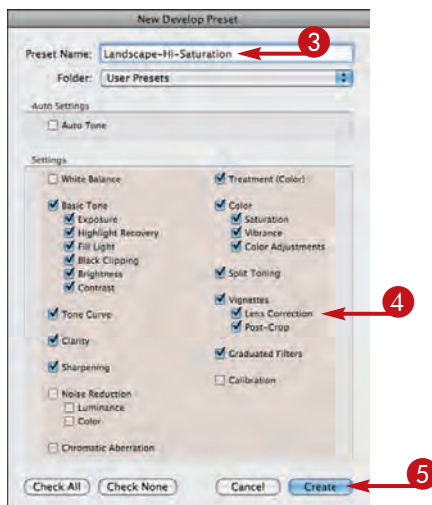 New Develop Preset
Preset Name: Landscape-Hi-Saturation
3
Folder: User Presets
Auto Settings
Auto Tone
Settings
White Balance
Treatment (Color)
Basic Tone
Color
Exposure
Saturation
Highlight Recovery
Vibrance
Fill Light
Color Adjustments
Black Clipping
Brightness
Split Toning
Contrast
Vignettes
Lens Correction
4
Tone Curve
Post-Crop
Clarity
Graduated Filters
Sharpening
Calibration
Noise Reduction
Luminance
Color
Chromatic Aberration
Check All
Check None
Cancel
Create
5